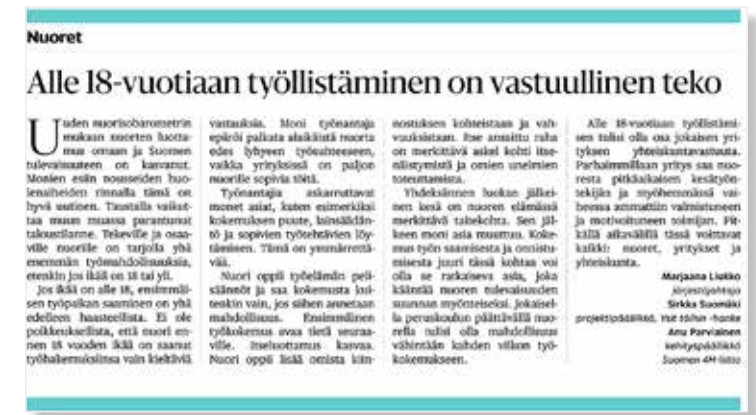 Nuoret
Alle 18-vuotiaan työllistäminen on vastuullinen teko
Uuden nuorisobarometrin
mukaan nuorten luotta-
mus omaan ja Suomen
tulevaisuuteen on kasvanut.
Monien esiin nousseiden huo-
lenaiheiden rinnalla tämä on
hyvä uutinen. Taustalla vaikut-
taa muun muassa parantunut
taloustilanne. Tekeville ja osaa-
ville nuorille on tarjolla yhä
enemmän työmahdollisuuksia,
etenkin jos ikää on 18 tai yli.
Jos ikää on alle 18, ensimmäi-
sen työpaikan saaminen on yhä
edelleen haasteellista. Ei ole
poikkeuksellista, että nuori en-
nen 18 vuoden ikää on saanut
työhakemuksiinsa vain kieltäviä
vastauksia. Moni työnantaja
epäröi palkata alaikäistä nuorta
edes lyhyeen työsuhteeseen,
vaikka yrityksissä on paljon
nuorille sopivia töitä.
Työnantajia askarruttavat
monet asiat, kuten esimerkiksi
kokemuksen puute, lainsäädän-
tö ja sopivien työtehtävien löy-
täminen. Tämä on ymmärrettä-
vää.
Nuori oppii työelämän peli-
säännöt ja saa kokemusta kui-
tenkin vain, jos siihen annetaan
mahdollisuus. Ensimmäinen
työkokemus avaa tietä seuraa-
ville. Itseluottamus kasvaa.
Nuori oppii lisää omista kiin-
nostuksen kohteistaan ja vah-
vuuksistaan. Itse ansaittu raha
on merkittävä askel kohti itse-
näistymistä ja omien unelmien
toteuttamista.
Yhdeksännen luokan jälkei-
nen kesä on nuoren elämässä
merkittävä taitekohta. Sen jäl-
keen moni asia muuttuu. Koke-
mus työn saamisesta ja onnistu-
misesta juuri tässä kohtaa voi
olla se ratkaiseva asia, joka
kääntää nuoren tulevaisuuden
suunnan myönteiseksi. Jokaisel-
la peruskoulun päättävällä nuo-
rella tulisi olla mahdollisuus
vähintään kahden viikon työ-
kokemukseen.
Alle 18-vuotiaan työllistämi-
sen tulisi olla osa jokaisen yri-
tyksen yhteiskuntavastuuta.
Parhaimmillaan yritys saa nuo-
resta pitkäaikaisen kesätyön-
tekijän ja myöhemmässä vai-
heessa ammattiin valmistuneen
ja motivoituneen toimijan. Pit-
källä aikavälillä tässä voittavat
kaikki: nuoret, yritykset ja
yhteiskunta.
Marjaana Liukko
järjestöjohtaja
Sirkku Suomäki
projektipäällikkö, Yst töihin -hanke
Anu Parviainen
kehityspäällikkö
Suomen 4H-liitto